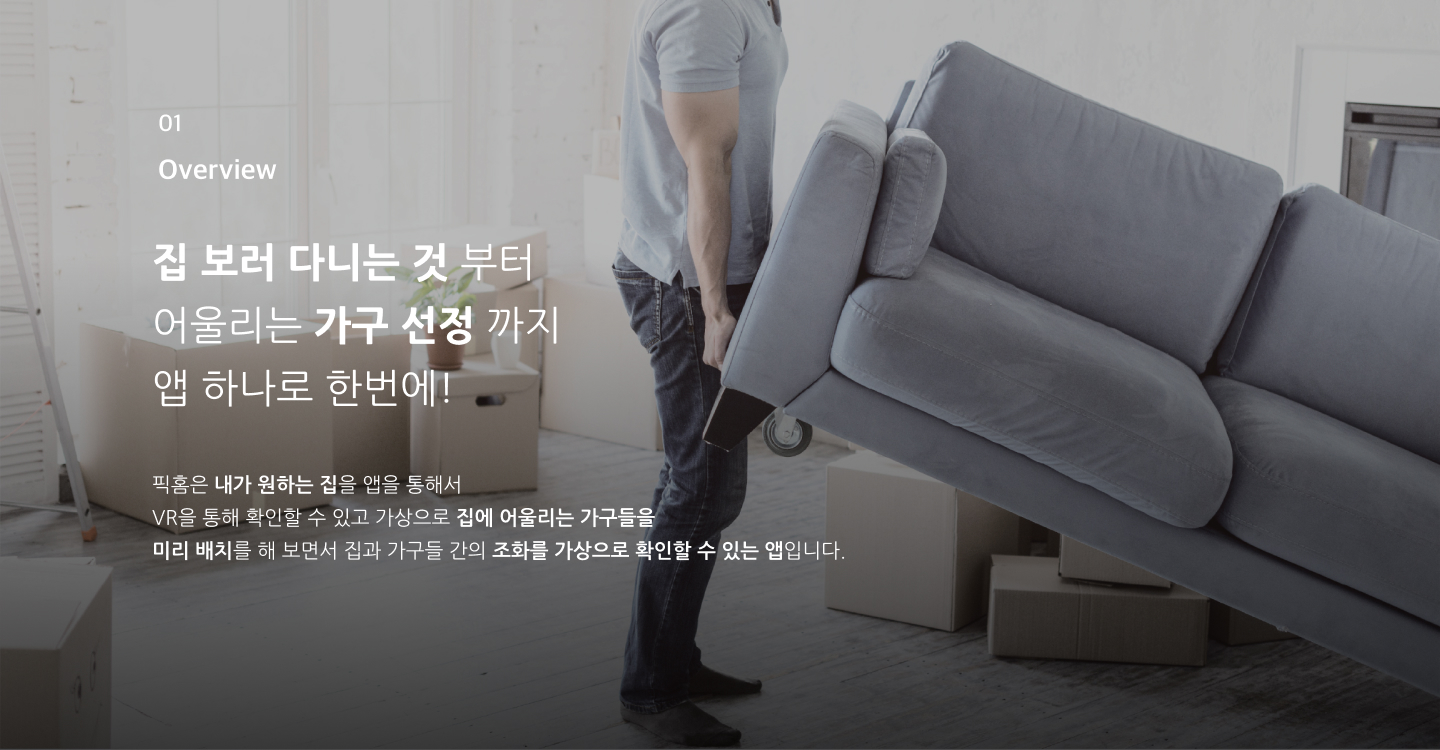 01
Overview
집 보러 다니는 것 부터
어울리는 가구 선정 까지
앱 하나로 한번에!
픽홈은 내가 원하는 집을 앱을 통해서
VR을 통해 확인할 수 있고 가상으로 집에 어울리는 가구들을
미리 배치를 해 보면서 집과 가구들 간의 조화를 가상으로 확인할 수 있는 앱입니다.